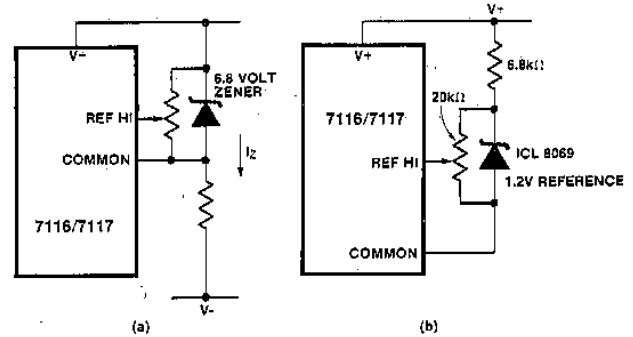 V+
V+
6.8 VOLT
ZENER
REF HI
COMMON
IZ
7116/7117
V-
(a)
V+
V+
6.8kΩ
20kΩ
7116/7117
ICL 8069
REF HI
1.2V REFERENCE
COMMON
(b)